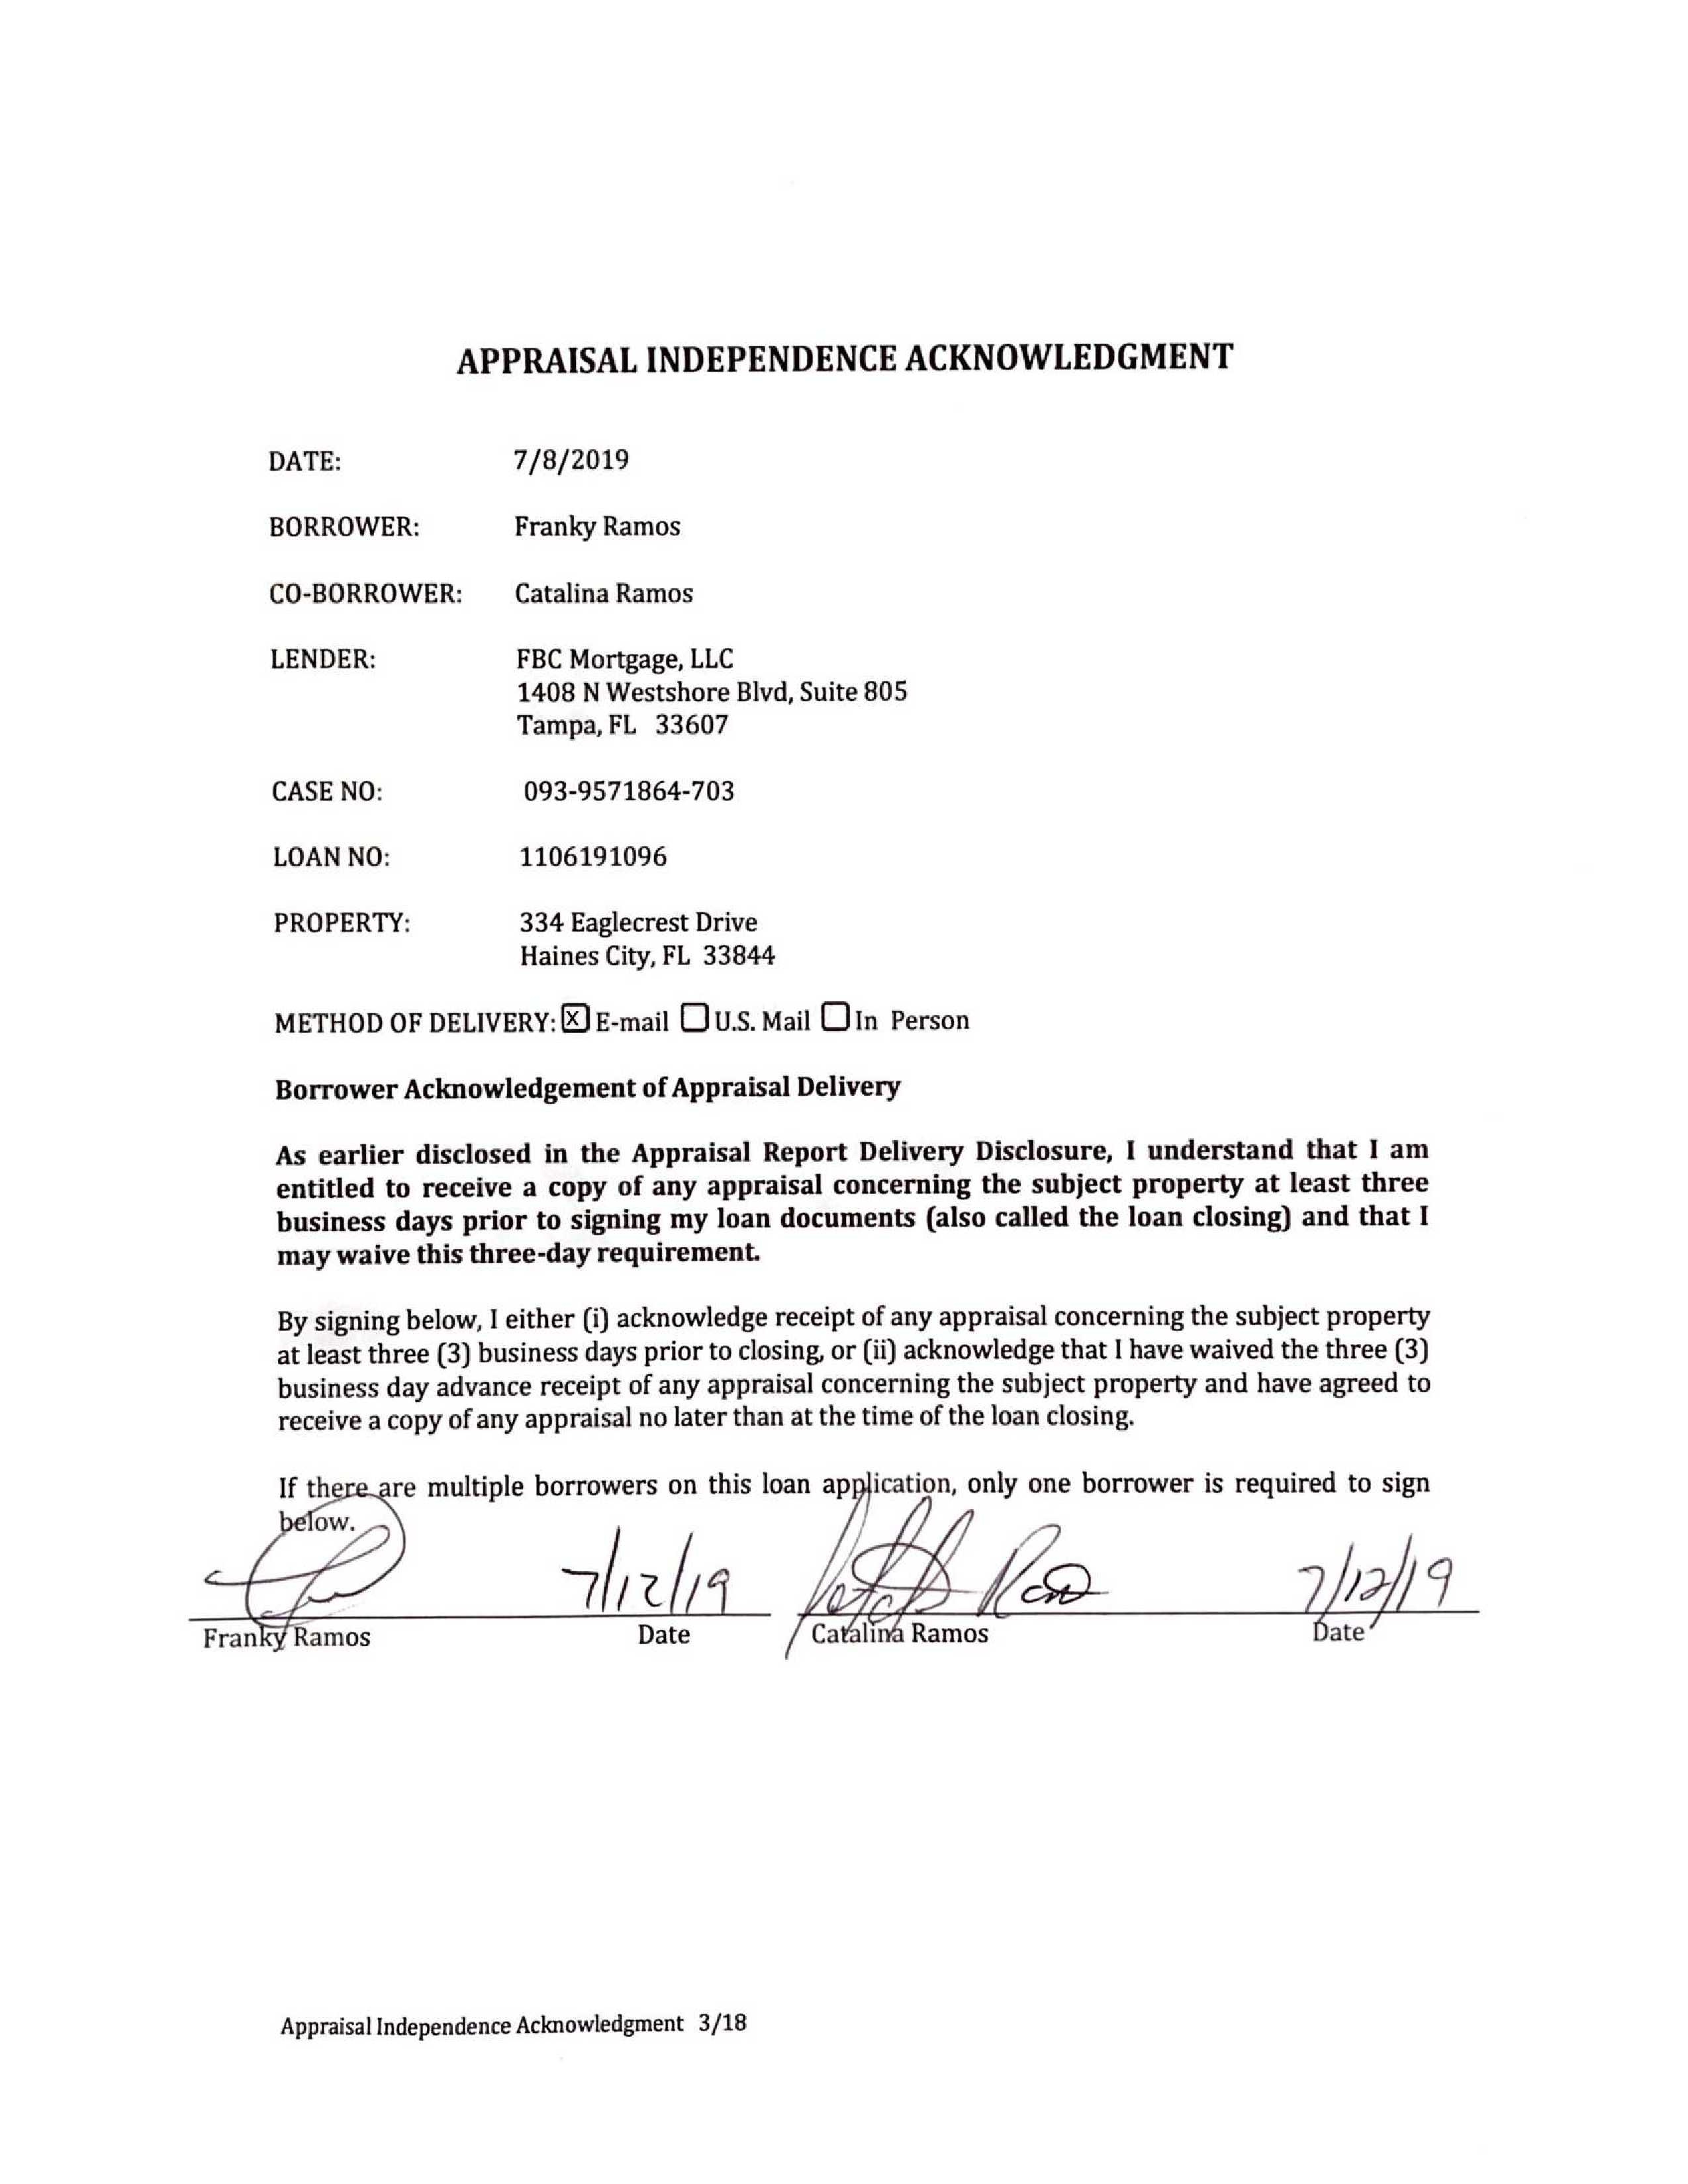 APPRAISAL INDEPENDENCE ACKNOWLEDGMENT
DATE: 7/8/2019
BORROWER: Franky Ramos
CO-BORROWER: Catalina Ramos
LENDER: FBC Mortgage, LLC
1408 N Westshore Blvd, Suite 805
Tampa, FL 33607
CASE NO: 093-9571864-703
LOAN NO: 1106191096
PROPERTY: 334 Eaglecrest Drive
Haines City, FL 33844
METHOD OF DELIVERY: ☒ E-mail ☐ U.S. Mail ☐ In Person
Borrower Acknowledgement of Appraisal Delivery
As earlier disclosed in the Appraisal Report Delivery Disclosure, I understand that I am
entitled to receive a copy of any appraisal concerning the subject property at least three
business days prior to signing my loan documents (also called the loan closing) and that I
may waive this three-day requirement.
By signing below, I either (i) acknowledge receipt of any appraisal concerning the subject property
at least three (3) business days prior to closing, or (ii) acknowledge that I have waived the three (3)
business day advance receipt of any appraisal concerning the subject property and have agreed to
receive a copy of any appraisal no later than at the time of the loan closing.
If there are multiple borrowers on this loan application, only one borrower is required to sign
below.
7/12/19 7/12/19
Franky Ramos Date Catalina Ramos Date
Appraisal Independence Acknowledgment 3/18